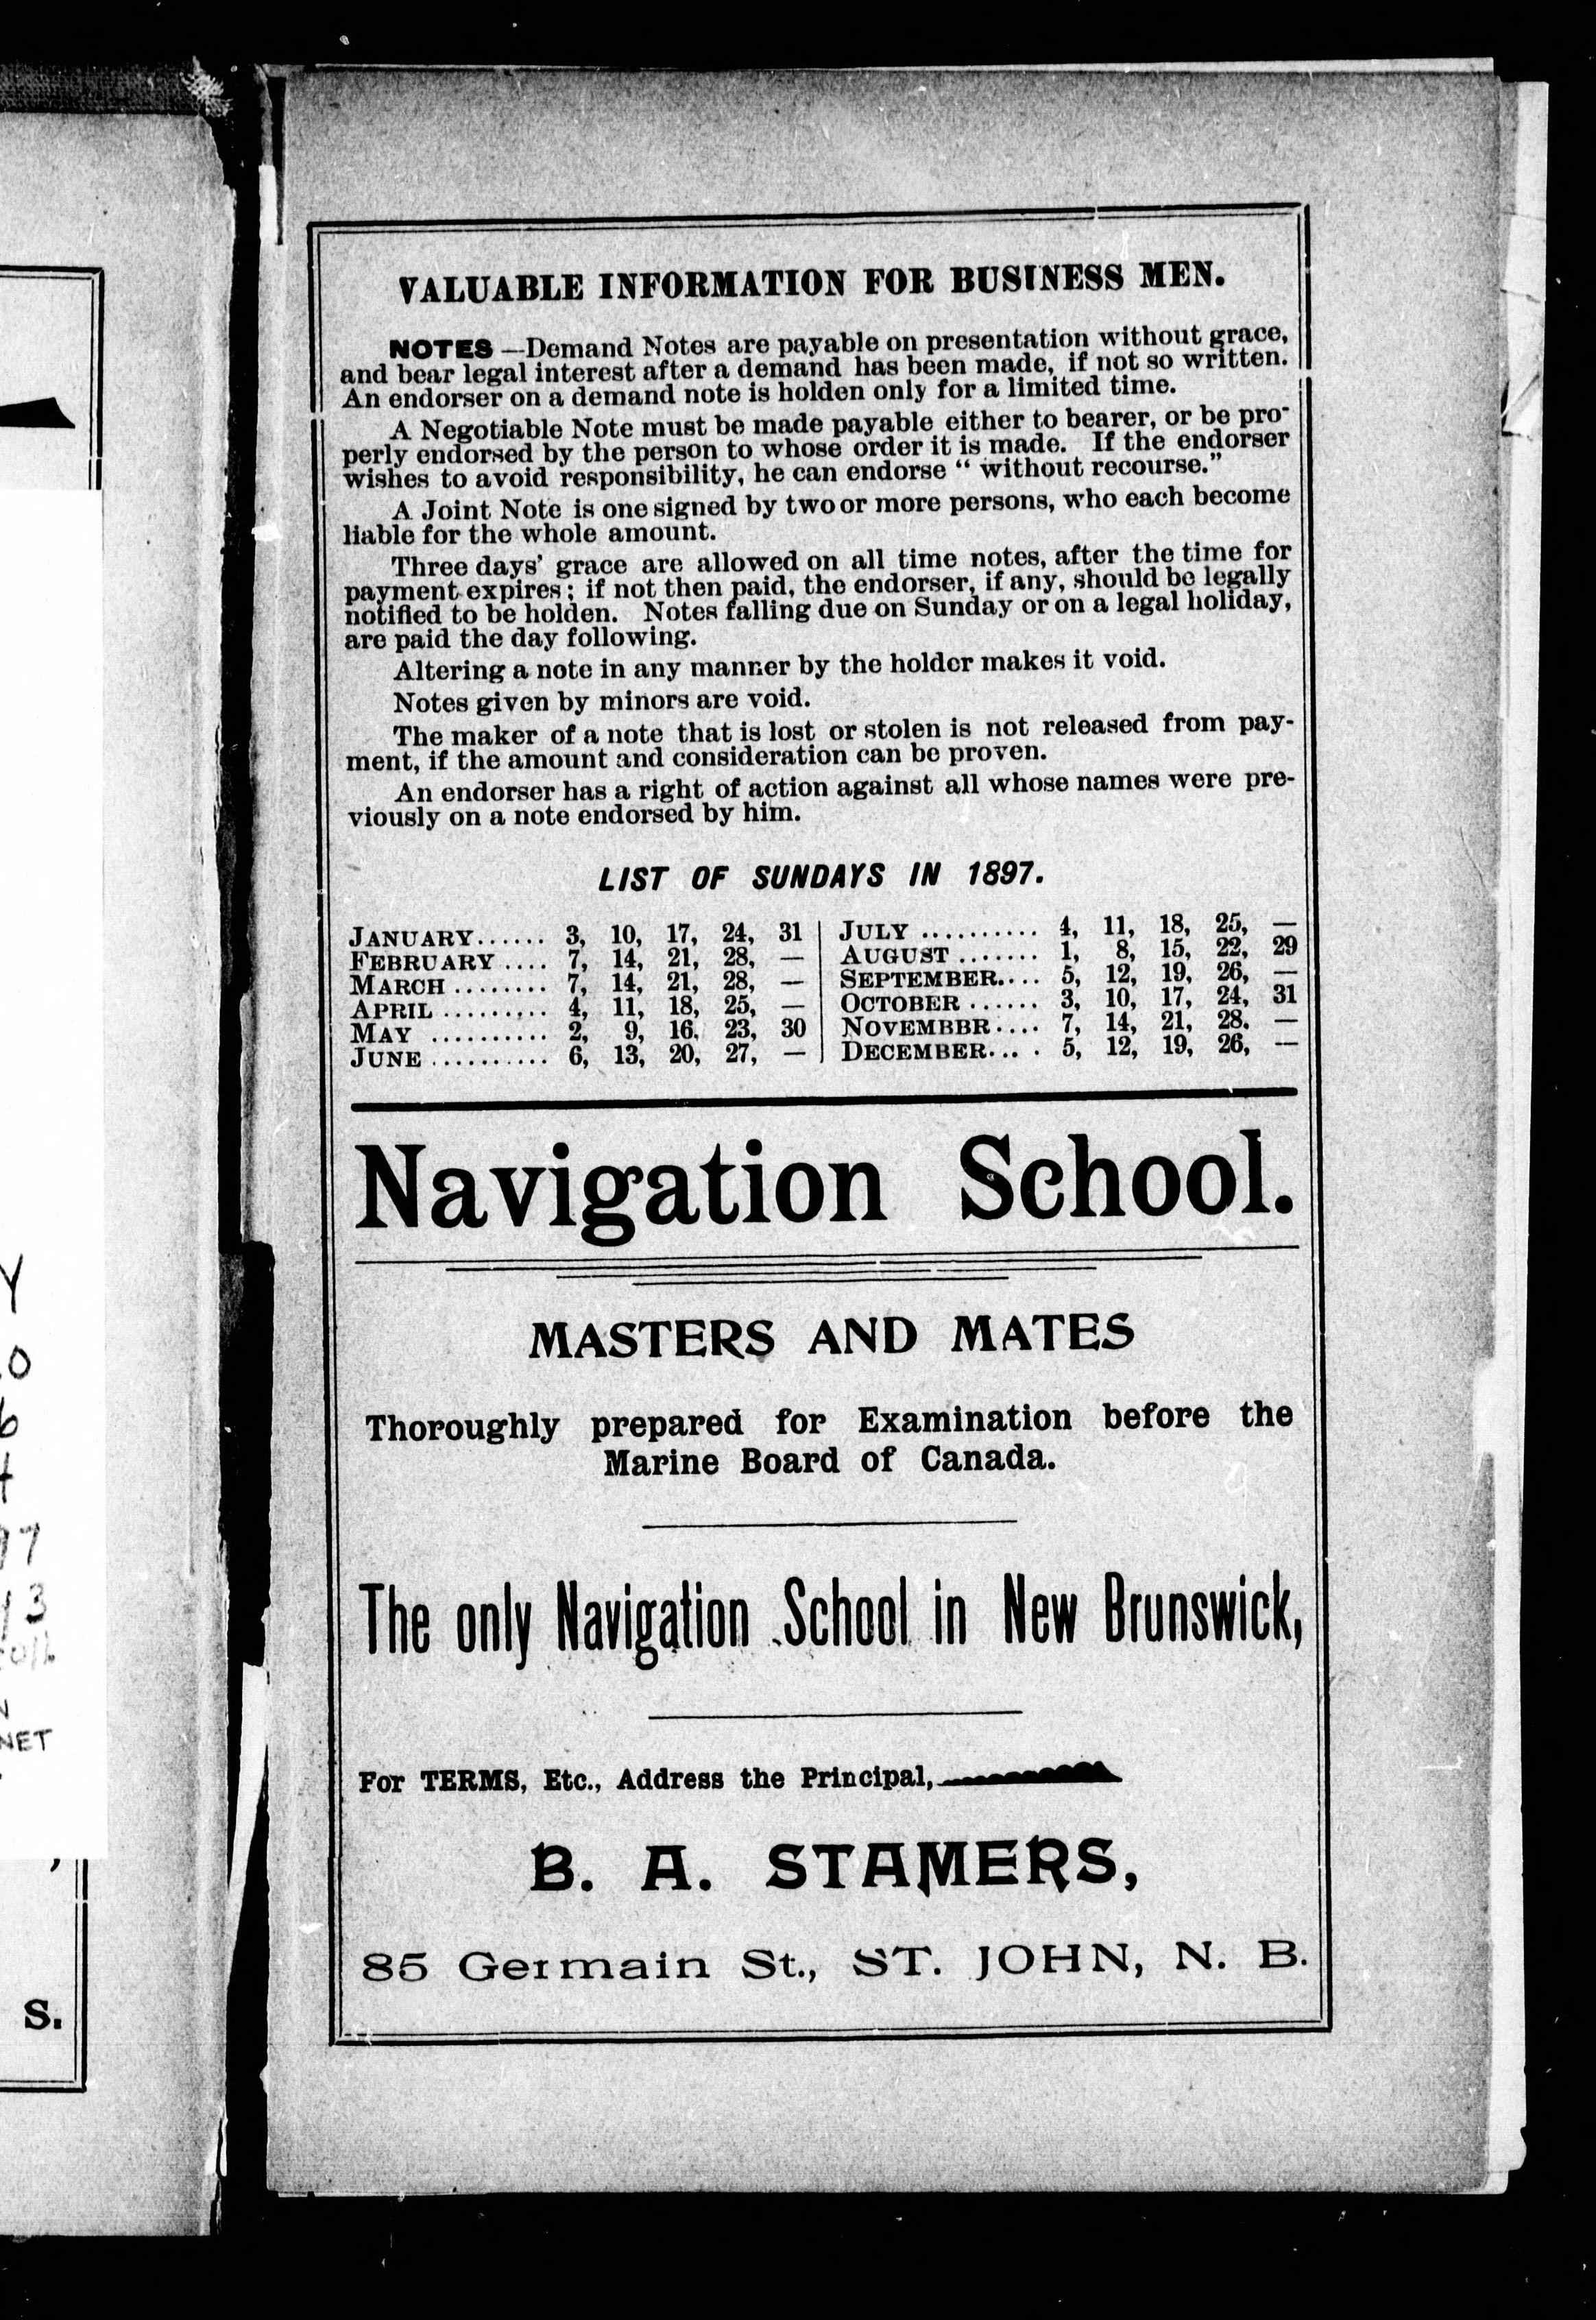 VALUABLE INFORMATION FOR BUSINESS MEN.
NOTES —Demand Notes are payable on presentation without grace,
and bear legal interest after a demand has been made, if not so written.
An endorser on a demand note is holden only for a limited time.
A Negotiable Note must be made payable either to bearer, or be pro-
perly endorsed by the person to whose order it is made. If the endorser
wishes to avoid responsibility, he can endorse “ without recourse.”
A Joint Note is one signed by two or more persons, who each become
liable for the whole amount.
Three days' grace are allowed on all time notes, after the time for
payment expires; if not then paid, the endorser, if any, should be legally
notified to be holden. Notes falling due on Sunday or on a legal holiday,
are paid the day following.
Altering a note in any manner by the holder makes it void.
Notes given by minors are void.
The maker of a note that is lost or stolen is not released from pay-
ment, if the amount and consideration can be proven.
An endorser has a right of action against all whose names were pre-
viously on a note endorsed by him.
LIST OF SUNDAYS IN 1897.
JANUARY...... 3, 10, 17, 24, 31
FEBRUARY .... 7, 14, 21, 28, —
MARCH ........ 7, 14, 21, 28, —
APRIL .......... 4, 11, 18, 25, —
MAY ........... 2, 9, 16, 23, 30
JUNE ........... 6, 13, 20, 27, —
JULY .......... 4, 11, 18, 25, —
AUGUST ....... 1, 8, 15, 22, 29
SEPTEMBER.... 5, 12, 19, 26, —
OCTOBER ...... 3, 10, 17, 24, 31
NOVEMBBR.... 7, 14, 21, 28. —
DECEMBER... . 5, 12, 19, 26, —
Navigation School.
MASTERS AND MATES
Thoroughly prepared for Examination before the
Marine Board of Canada.
The only Navigation School in New Brunswick,
For TERMS, Etc., Address the Principal,
B. A. STAMERS,
85 Germain St., ST. JOHN, N. B.
S.